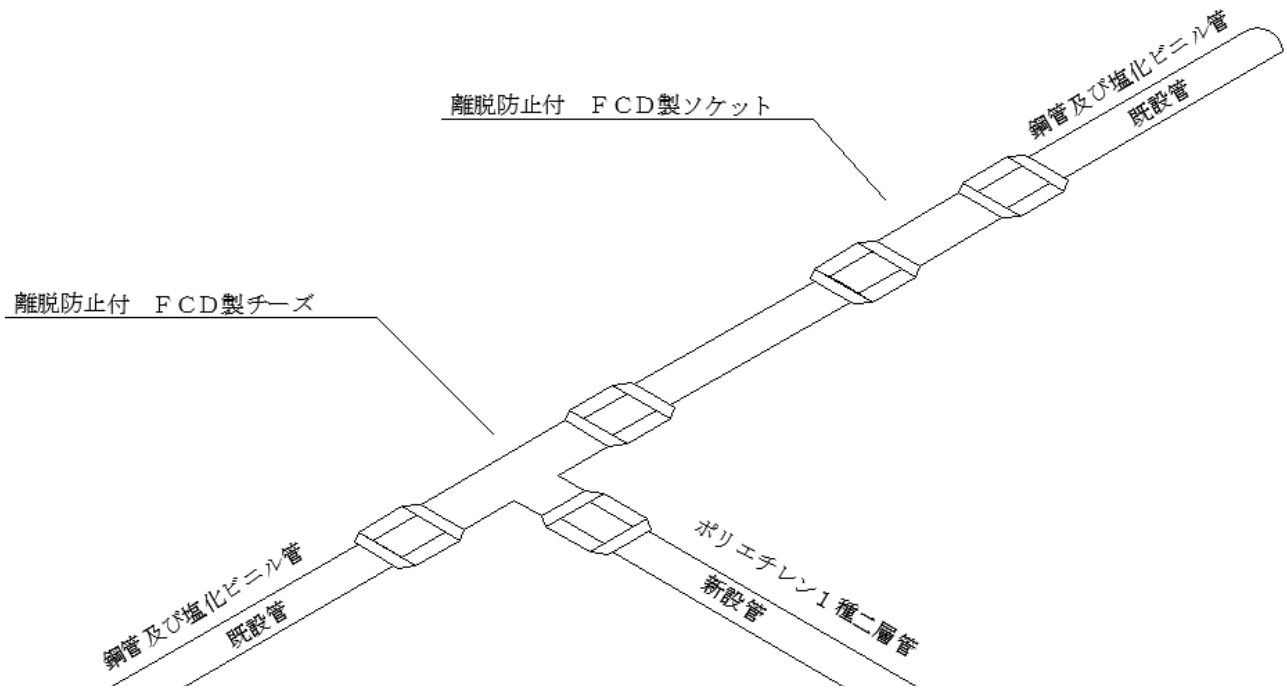 鋼管及び塩化ビニル管
既設管
離脱防止付　ＦＣＤ製ソケット
離脱防止付　ＦＣＤ製チーズ
ポリエチレン１種二層管
新設管
鋼管及び塩化ビニル管
既設管